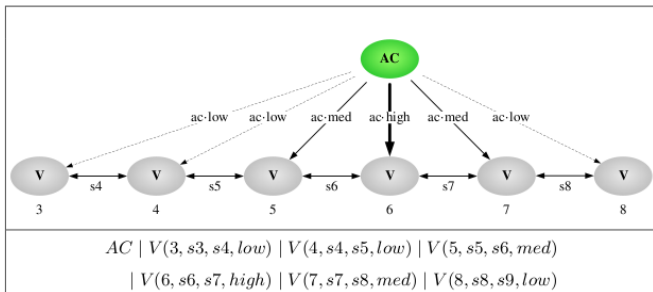 AC
ac·low ac·low ac·med ac·high ac·med ac·low
V V V V V V
s4 s5 s6 s7 s8
3 4 5 6 7 8
AC | V(3, s3, s4, low) | V(4, s4, s5, low) | V(5, s5, s6, med)
| V(6, s6, s7, high) | V(7, s7, s8, med) | V(8, s8, s9, low)